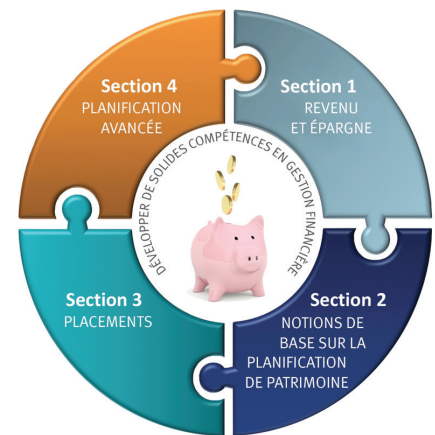 Section 1
REVENU
ET ÉPARGNE
Section 2
NOTIONS DE
BASE SUR LA
PLANIFICATION
DE PATRIMOINE
Section 3
PLACEMENTS
Section 4
PLANIFICATION
AVANCÉE
DÉVELOPPER DE SOLIDES COMPÉTENCES EN GESTION FINANCIÈRE